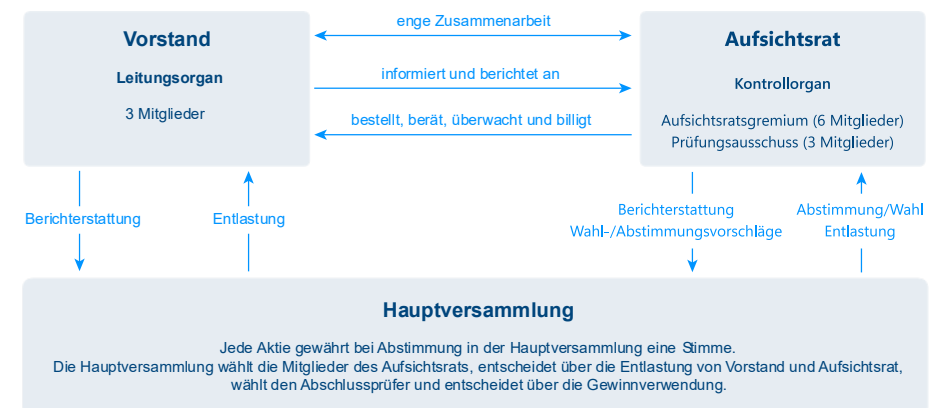 Vorstand
Leitungsorgan
3 Mitglieder
enge Zusammenarbeit
informiert und berichtet an
bestellt, berät, überwacht und billigt
Aufsichtsrat
Kontrollorgan
Aufsichtsratsgremium (6 Mitglieder)
Prüfungsausschuss (3 Mitglieder)
Berichterstattung
Entlastung
Berichterstattung
Wahl-/Abstimmungsvorschläge
Abstimmung/Wahl
Entlastung
Hauptversammlung
Jede Aktie gewährt bei Abstimmung in der Hauptversammlung eine Stimme.
Die Hauptversammlung wählt die Mitglieder des Aufsichtsrats, entscheidet über die Entlastung von Vorstand und Aufsichtsrat,
wählt den Abschlussprüfer und entscheidet über die Gewinnverwendung.